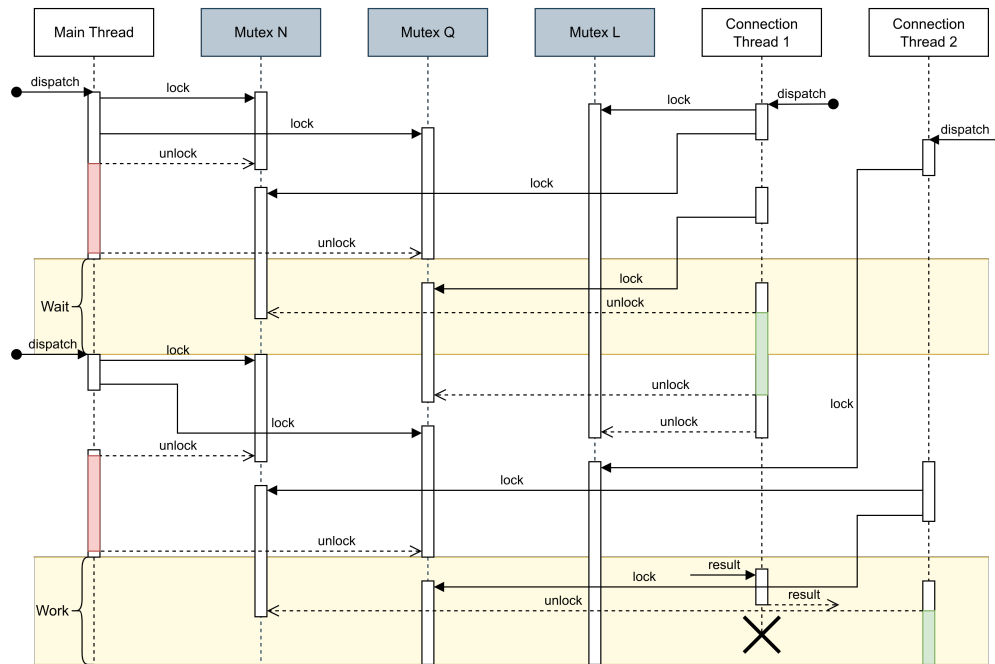 Main Thread
Mutex N
Mutex Q
Mutex L
Connection
Thread 1
Connection
Thread 2
dispatch
lock
lock
dispatch
lock
dispatch
unlock
lock
unlock
lock
Wait
unlock
dispatch
lock
unlock
lock
lock
unlock
unlock
lock
unlock
result
lock
result
unlock
Work